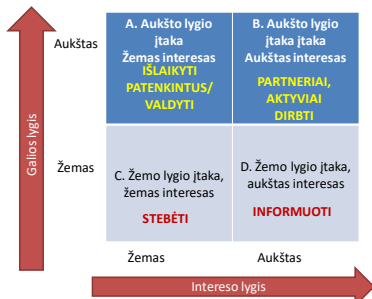 Galios lygis
Aukštas
Žemas
A. Aukšto lygio
įtaka
Žemas interesas
IŠLAIKYTI
PATENKINTUS/
VALDYTI
B. Aukšto lygio
įtaka įtaka
Aukštas interesas
PARTNERIAI,
AKTYVIAI
DIRBTI
C. Žemo lygio įtaka,
žemas interesas
STEBĖTI
D. Žemo lygio įtaka,
aukštas interesas
INFORMUOTI
Žemas
Aukštas
Intereso lygis